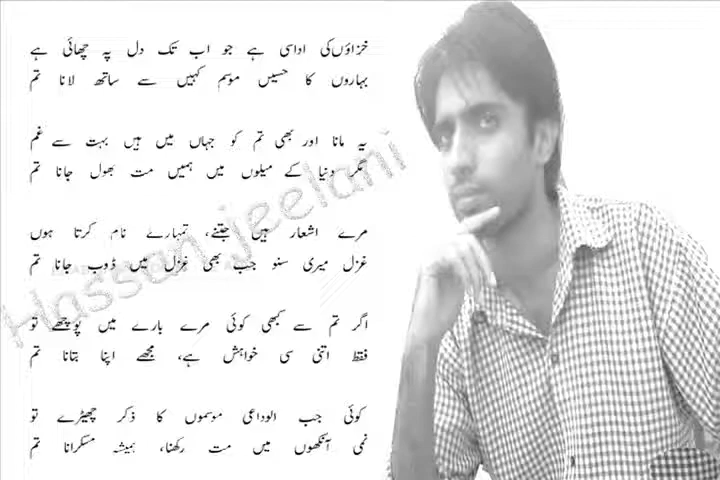 خزاؤں کی اداسی ہے جو اب تک دل پہ چھائی ہے
بہاروں کا حسیں موسم کہیں سے ساتھ لانا تم
یہ مانا اور بھی تم کو جہاں میں ہیں بہت سے غم
مگر دنیا کے میلوں میں ہمیں مت بھول جانا تم
مرے اشعار ہیں جتنے، تمہارے نام کرتا ہوں
غزل میری سنو جب بھی غزل میں ڈوب جانا تم
اگر تم سے کبھی کوئی مرے بارے میں پوچھے تو
فقط اتنی سی خواہش ہے، مجھے اپنا بتانا تم
کوئی جب الوداعی موسموں کا ذکر چھیڑے تو
نمی آنکھوں میں مت رکھنا، ہمیشہ مسکرانا تم
Hassan jeelani